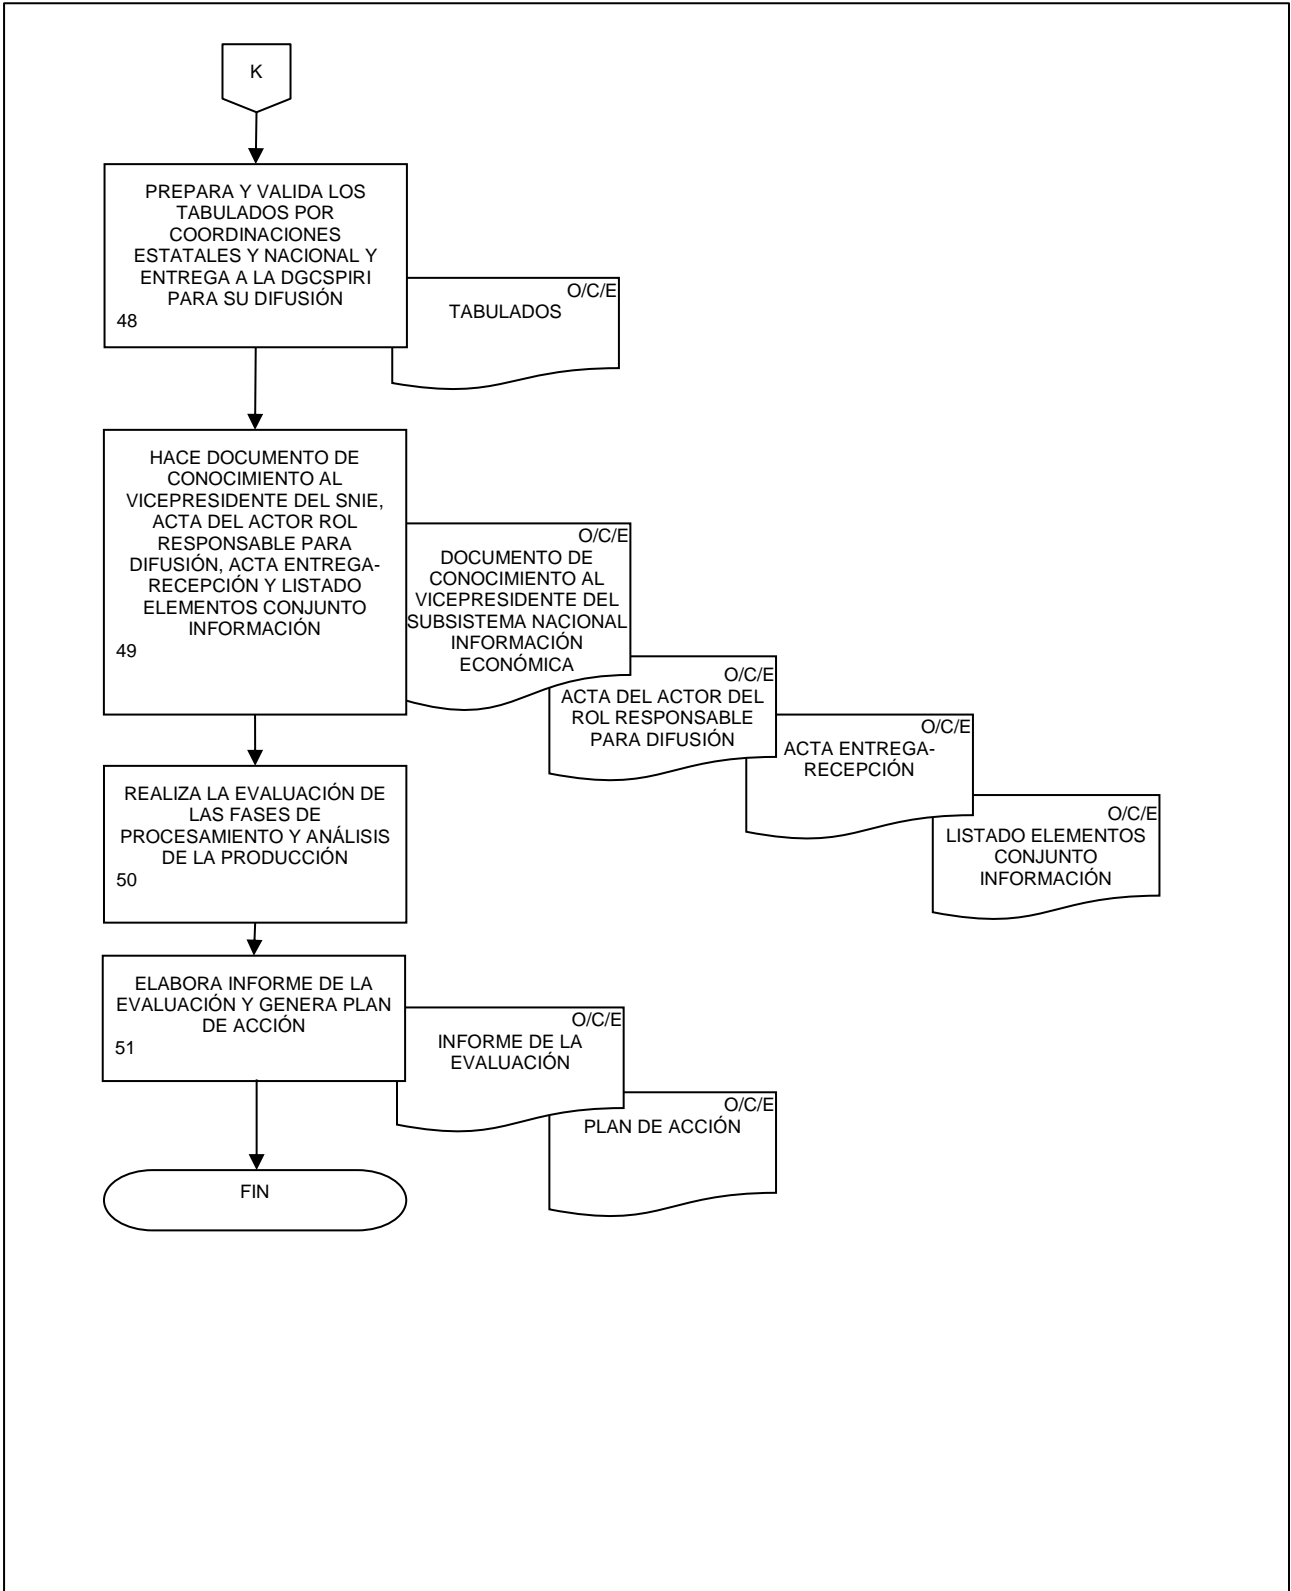 K
PREPARA Y VALIDA LOS
TABULADOS POR
COORDINACIONES
ESTATALES Y NACIONAL Y
ENTREGA A LA DGCSPIRI
PARA SU DIFUSIÓN
48
O/C/E
TABULADOS
HACE DOCUMENTO DE
CONOCIMIENTO AL
VICEPRESIDENTE DEL SNIE,
ACTA DEL ACTOR ROL
RESPONSABLE PARA
DIFUSIÓN, ACTA ENTREGA-
RECEPCIÓN Y LISTADO
ELEMENTOS CONJUNTO
INFORMACIÓN
49
O/C/E
DOCUMENTO DE
CONOCIMIENTO AL
VICEPRESIDENTE DEL
SUBSISTEMA NACIONAL
INFORMACIÓN
ECONÓMICA
O/C/E
ACTA DEL ACTOR DEL
ROL RESPONSABLE
PARA DIFUSIÓN
O/C/E
ACTA ENTREGA-
RECEPCIÓN
O/C/E
LISTADO ELEMENTOS
CONJUNTO
INFORMACIÓN
REALIZA LA EVALUACIÓN DE
LAS FASES DE
PROCESAMIENTO Y ANÁLISIS
DE LA PRODUCCIÓN
50
ELABORA INFORME DE LA
EVALUACIÓN Y GENERA PLAN
DE ACCIÓN
51
O/C/E
INFORME DE LA
EVALUACIÓN
O/C/E
PLAN DE ACCIÓN
FIN